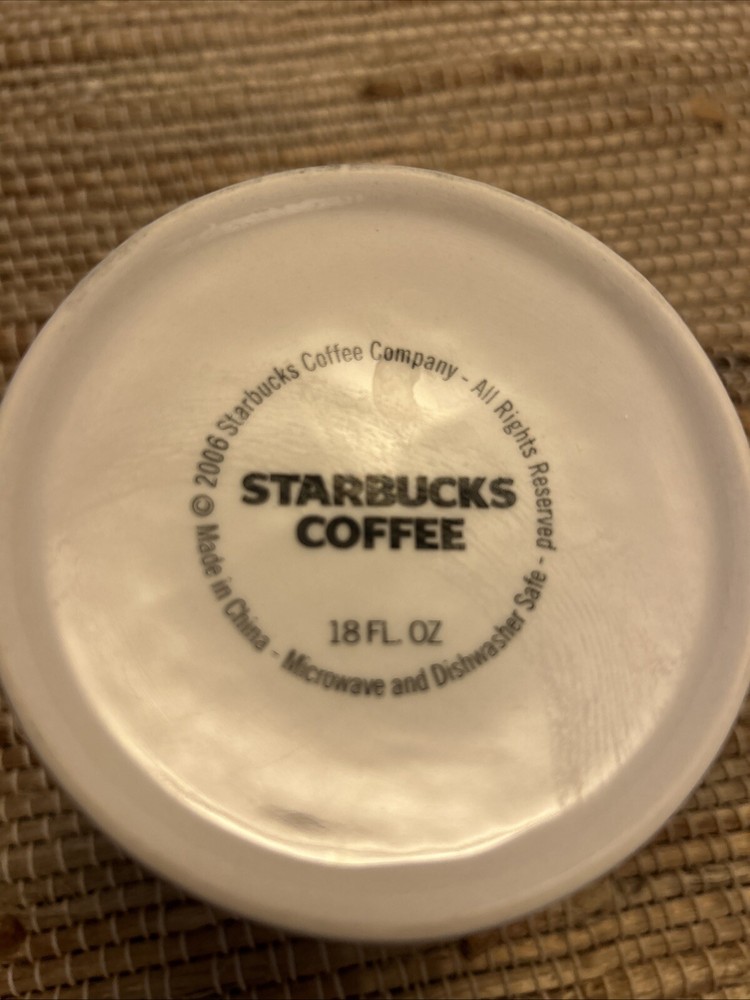 © 2006 Starbucks Coffee Company - All Rights Reserved -
STARBUCKS
COFFEE
18 FL. OZ
Made in China - Microwave and Dishwasher Safe -